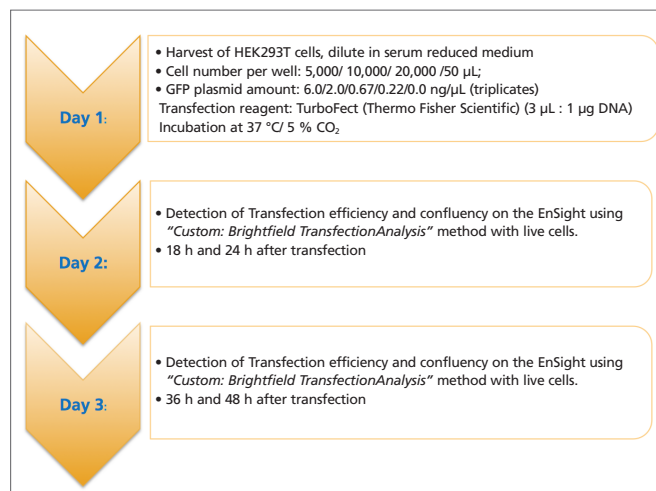 Day 1:
• Harvest of HEK293T cells, dilute in serum reduced medium
• Cell number per well: 5,000/ 10,000/ 20,000 /50 µL;
• GFP plasmid amount: 6.0/2.0/0.67/0.22/0.0 ng/µL (triplicates)
Transfection reagent: TurboFect (Thermo Fisher Scientific) (3 µL : 1 µg DNA)
Incubation at 37 °C/ 5 % CO₂
Day 2:
• Detection of Transfection efficiency and confluency on the EnSight using
"Custom: Brightfield TransfectionAnalysis" method with live cells.
• 18 h and 24 h after transfection
Day 3:
• Detection of Transfection efficiency and confluency on the EnSight using
"Custom: Brightfield TransfectionAnalysis" method with live cells.
• 36 h and 48 h after transfection